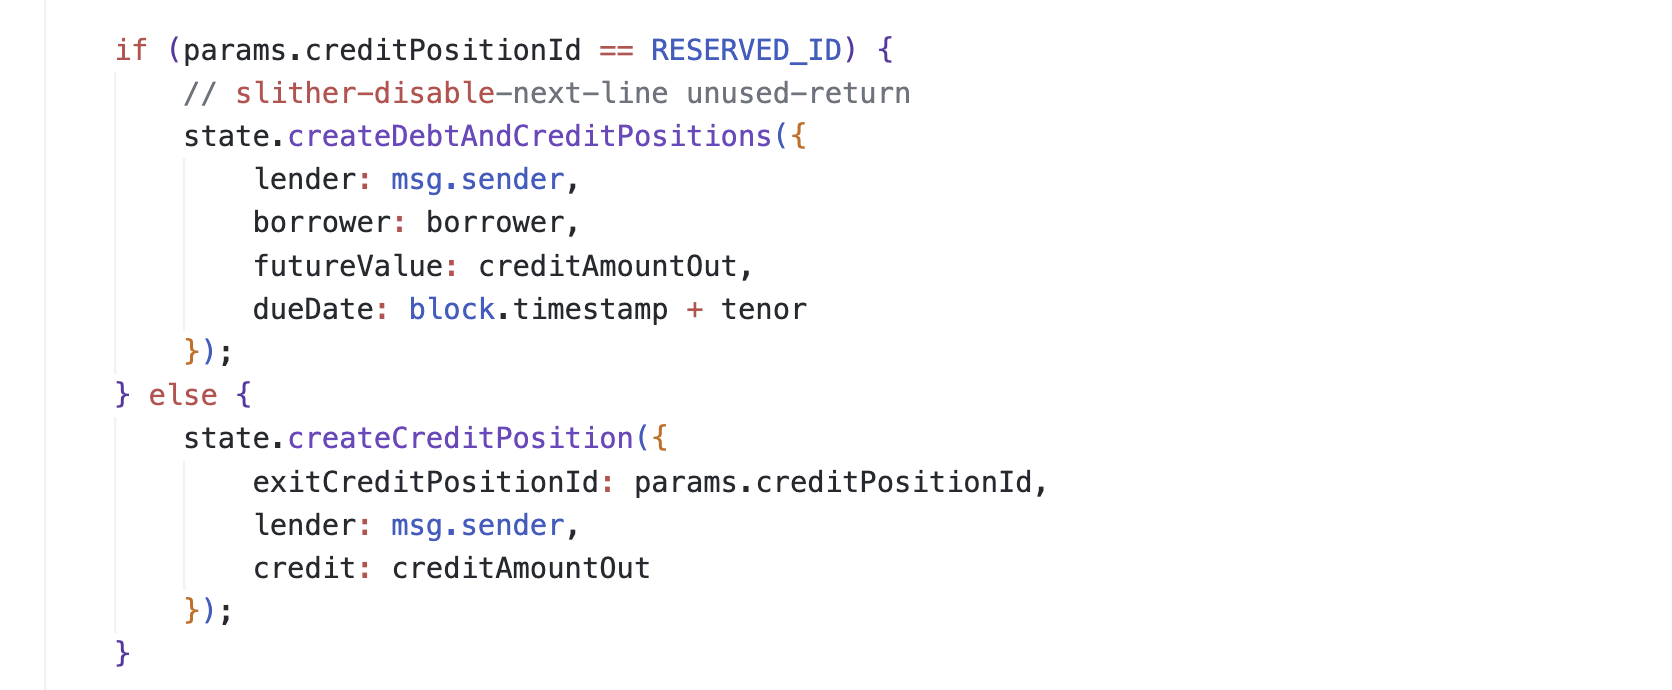 if (params.creditPositionId == RESERVED_ID) {
// slither-disable-next-line unused-return
state.createDebtAndCreditPositions({
lender: msg.sender,
borrower: borrower,
futureValue: creditAmountOut,
dueDate: block.timestamp + tenor
});
} else {
state.createCreditPosition({
exitCreditPositionId: params.creditPositionId,
lender: msg.sender,
credit: creditAmountOut
});
}